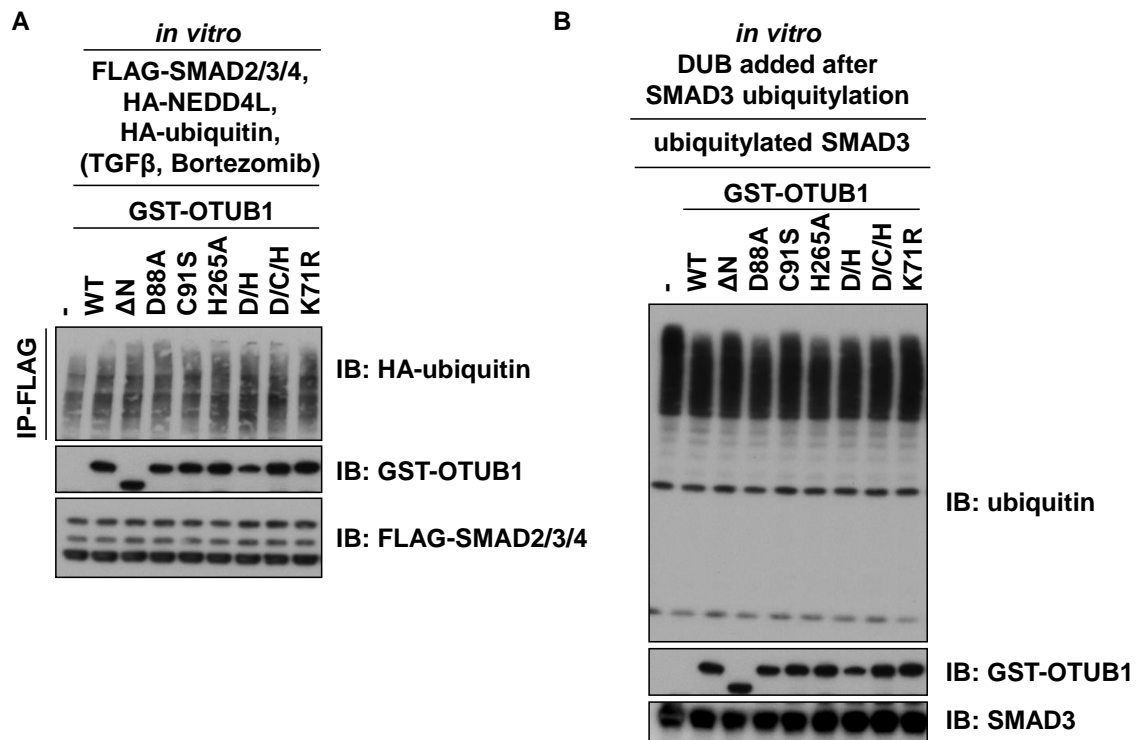 A
in vitro
FLAG-SMAD2/3/4,
HA-NEDD4L,
HA-ubiquitin,
(TGFβ, Bortezomib)
GST-OTUB1
-
WT
ΔN
D88A
C91S
H265A
D/H
D/C/H
K71R
IP-FLAG
IB: HA-ubiquitin
IB: GST-OTUB1
IB: FLAG-SMAD2/3/4
B
in vitro
DUB added after
SMAD3 ubiquitylation
ubiquitylated SMAD3
GST-OTUB1
-
WT
ΔN
D88A
C91S
H265A
D/H
D/C/H
K71R
IB: ubiquitin
IB: GST-OTUB1
IB: SMAD3